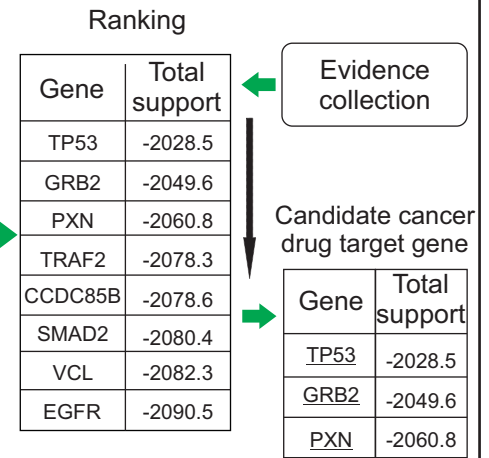 Ranking
Gene Total support
TP53 -2028.5
GRB2 -2049.6
PXN -2060.8
TRAF2 -2078.3
CCDC85B -2078.6
SMAD2 -2080.4
VCL -2082.3
EGFR -2090.5
Evidence
collection
Candidate cancer
drug target gene
Gene Total support
TP53 -2028.5
GRB2 -2049.6
PXN -2060.8